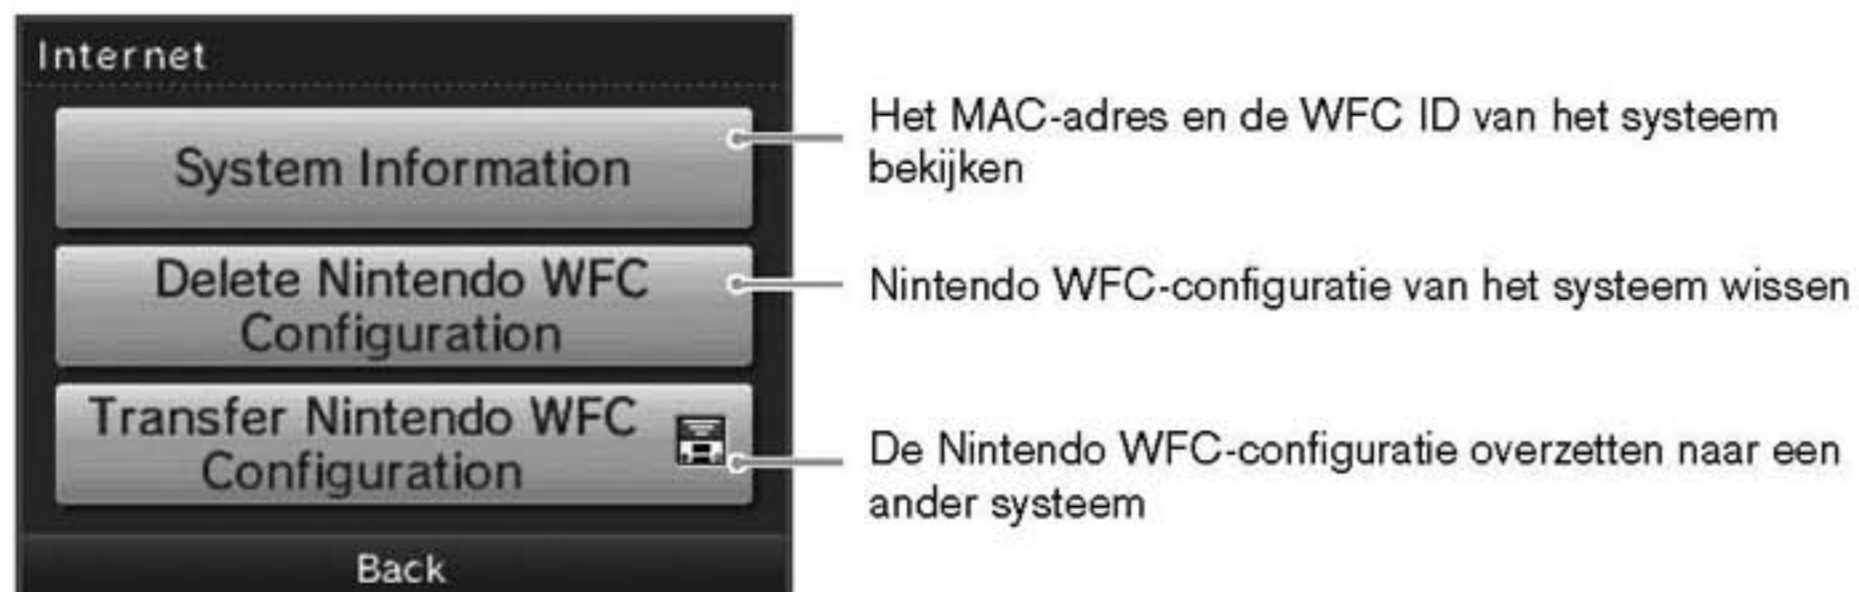 Internet
System Information
Het MAC-adres en de WFC ID van het systeem
bekijken
Delete Nintendo WFC
Configuration
Nintendo WFC-configuratie van het systeem wissen
Transfer Nintendo WFC
Configuration
De Nintendo WFC-configuratie overzetten naar een
ander systeem
Back